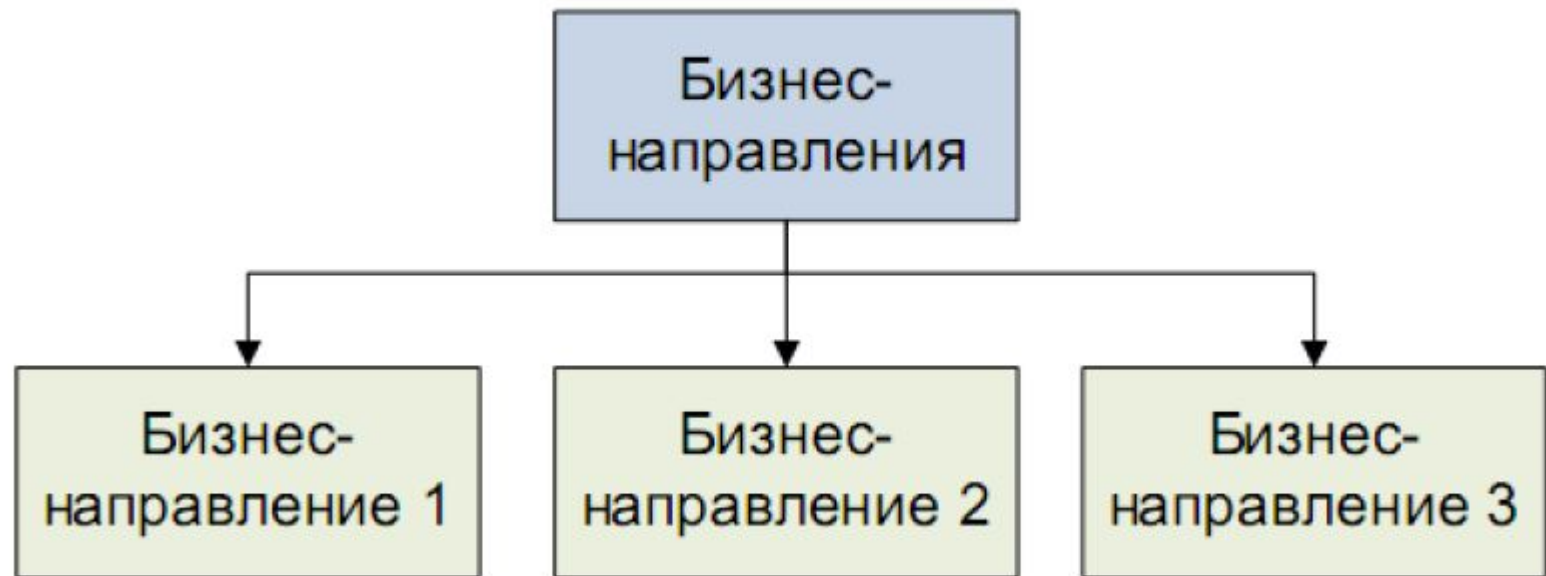 Бизнес-
направления
Бизнес-
направление 1
Бизнес-
направление 2
Бизнес-
направление 3